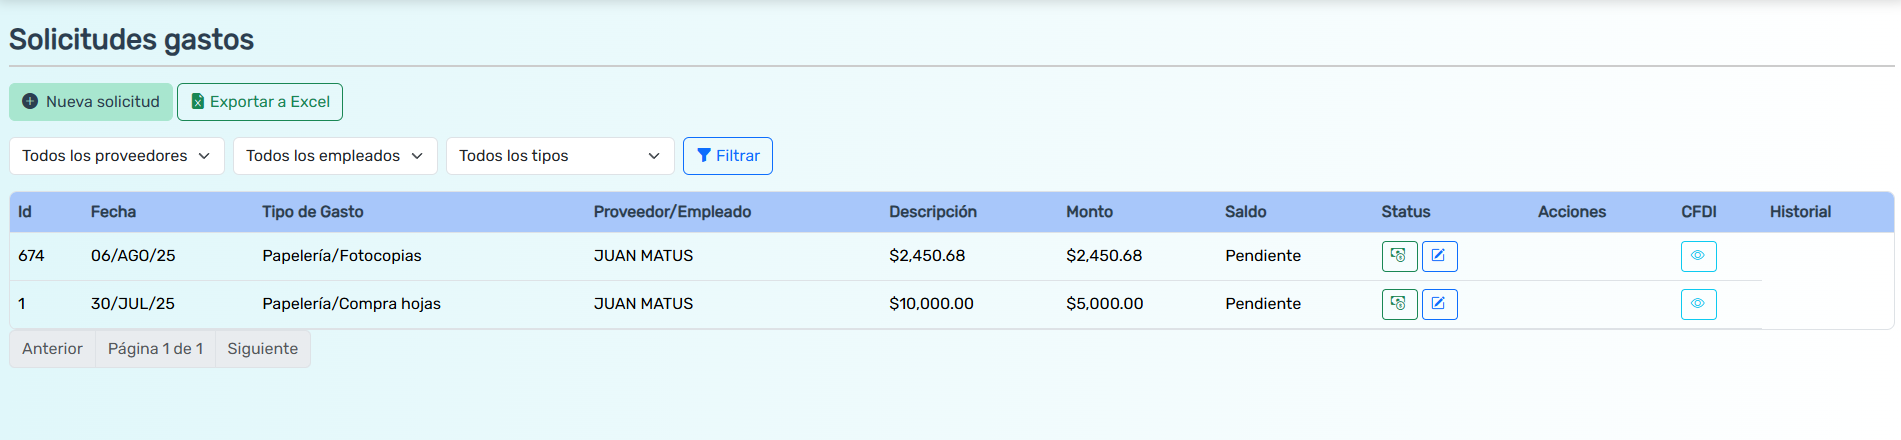 Solicitudes gastos
Nueva solicitud Exportar a Excel
Todos los proveedores Todos los empleados Todos los tipos Filtrar
Id Fecha Tipo de Gasto Proveedor/Empleado Descripción Monto Saldo Status Acciones CFDI Historial
674 06/AGO/25 Papelería/Fotocopias JUAN MATUS $2,450.68 $2,450.68 Pendiente
1 30/JUL/25 Papelería/Compra hojas JUAN MATUS $10,000.00 $5,000.00 Pendiente
Anterior Página 1 de 1 Siguiente